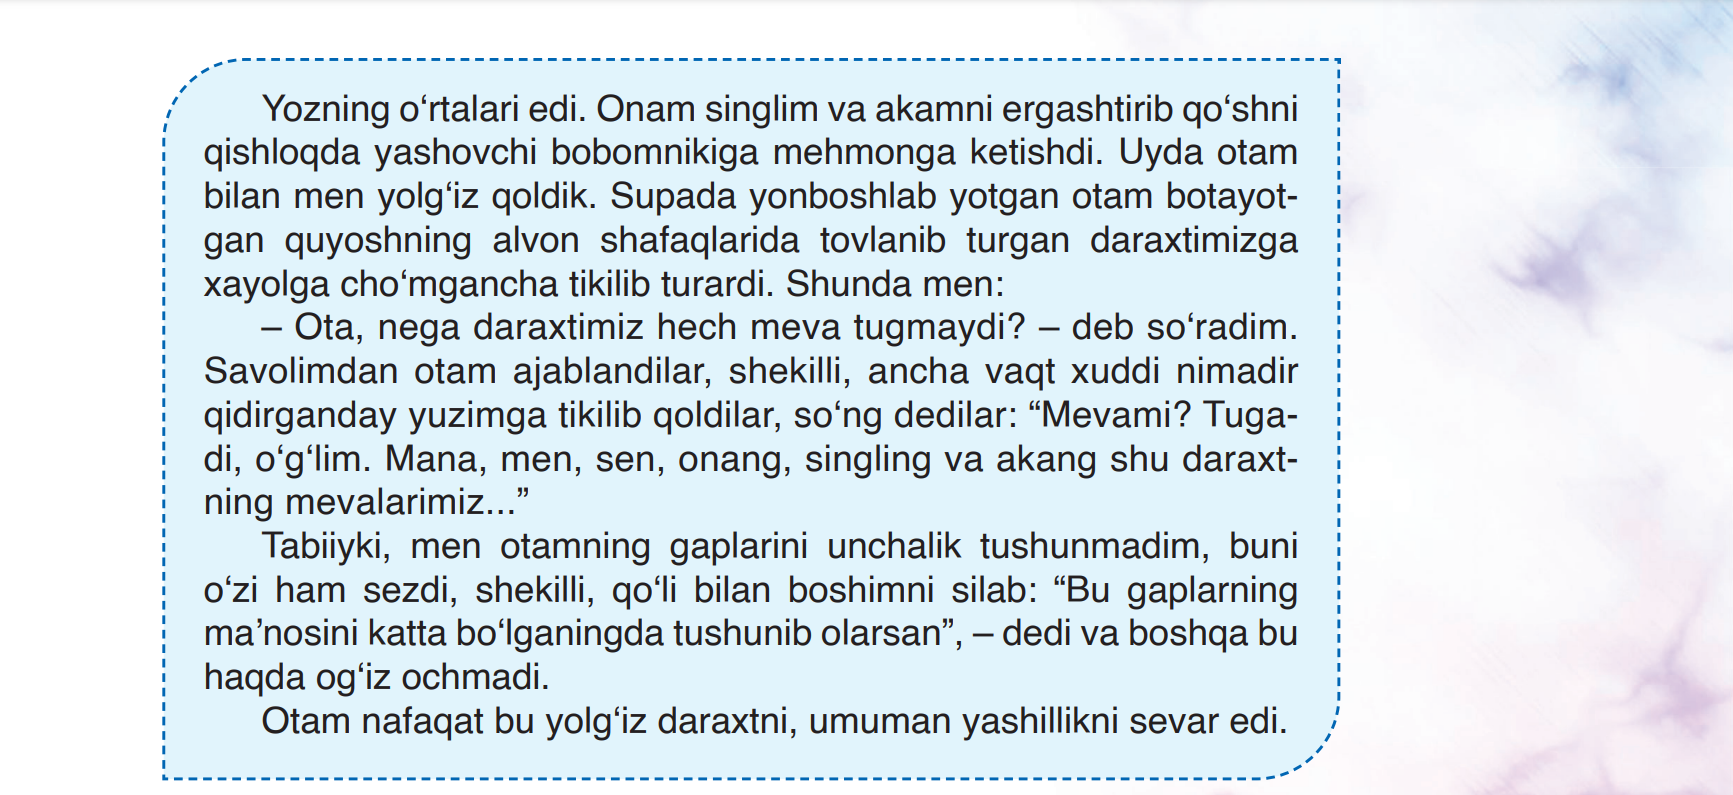 Yozning o‘rtalari edi. Onam singlim va akamni ergashtirib qo‘shni
qishloqda yashovchi bobomnikiga mehmonga ketishdi. Uyda otam
bilan men yolg‘iz qoldik. Supada yonboshlab yotgan otam botayot-
gan quyoshning alvon shafaqlarida tovlanib turgan daraxtimizga
xayolga cho‘mgancha tikilib turardi. Shunda men:
– Ota, nega daraxtimiz hech meva tugmaydi? – deb so‘radim.
Savolimdan otam ajablandilar, shekilli, ancha vaqt xuddi nimadir
qidirganday yuzimga tikilib qoldilar, so‘ng dedilar: “Mevami? Tuga-
di, o‘g‘lim. Mana, men, sen, onang, singling va akang shu daraxt-
ning mevalarimiz...”
Tabiiyki, men otamning gaplarini unchalik tushunmadim, buni
o‘zi ham sezdi, shekilli, qo‘li bilan boshimni silab: “Bu gaplarning
ma’nosini katta bo‘lganingda tushunib olarsan”, – dedi va boshqa bu
haqda og‘iz ochmadi.
Otam nafaqat bu yolg‘iz daraxtni, umuman yashillikni sevar edi.